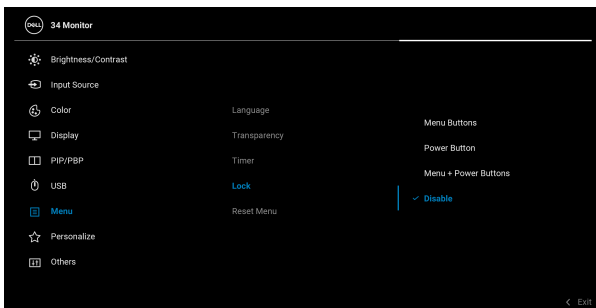 DELL
34 Monitor
Brightness/Contrast
Input Source
Color
Display
PIP/PBP
USB
Menu
Personalize
Others
Language
Transparency
Timer
Lock
Reset Menu
Menu Buttons
Power Button
Menu + Power Buttons
Disable
Exit